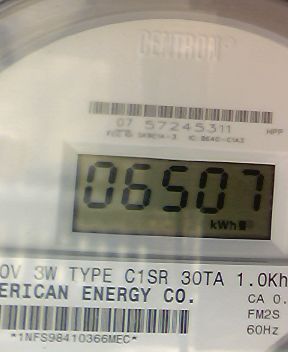 CENTRON®
07 57245311 HPP
06507
kWh
0V 3W TYPE C1SR 30TA 1.0Kh
ERICAN ENERGY CO. CA 0.
FM2S
60Hz
*1NFS98410366MEC*